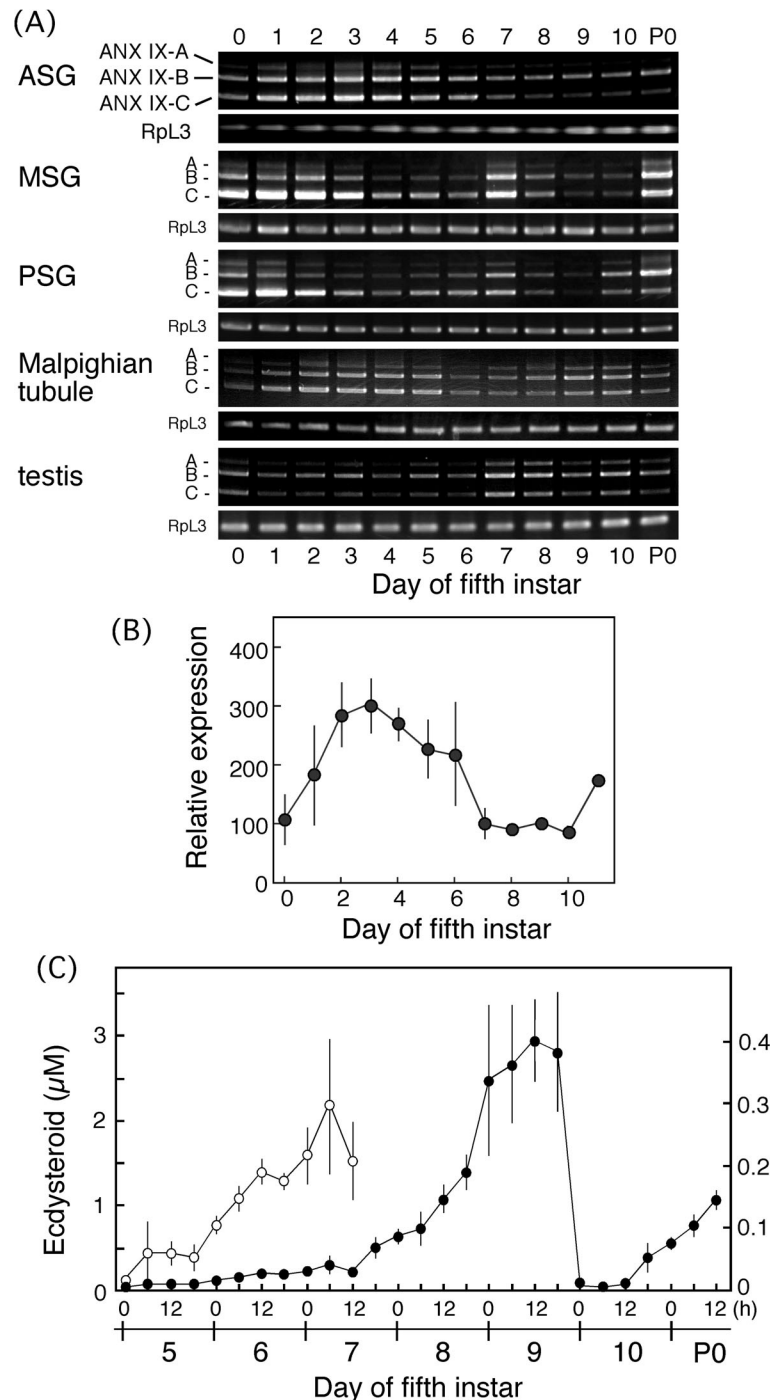 (A)
0 1 2 3 4 5 6 7 8 9 10 P0
ANX IX-A
ASG ANX IX-B
ANX IX-C
RpL3
A -
MSG B -
C -
RpL3
A -
PSG B -
C -
RpL3
Malpighian A -
tubule B -
C -
RpL3
A -
testis B -
C -
RpL3
0 1 2 3 4 5 6 7 8 9 10 P0
Day of fifth instar
(B)
Relative expression
400
300
200
100
0
0 2 4 6 8 10
Day of fifth instar
(C)
Ecdysteroid (µM)
3
2
1
0
0.4
0.3
0.2
0.1
0
0 12 0 12 0 12 0 12 0 12 0 12 0 12 (h)
5 6 7 8 9 10 P0
Day of fifth instar